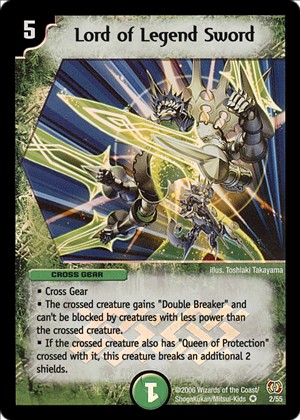 5
Lord of Legend Sword
illus. Toshiaki Takayama
CROSS GEAR
▪ Cross Gear
▪ The crossed creature gains "Double Breaker" and
can't be blocked by creatures with less power than
the crossed creature.
▪ If the crossed creature also has "Queen of Protection"
crossed with it, this creature breaks an additional 2
shields.
1
©2006 Wizards of the Coast/
Shogakukan/Mitsui-Kids
2/55